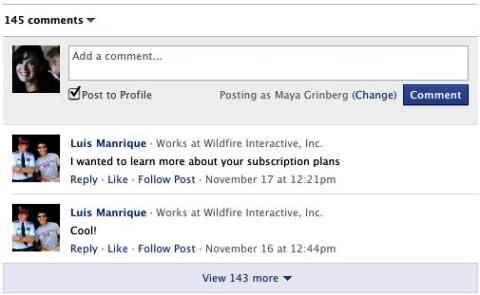 145 comments
Add a comment...
Post to Profile
Posting as Maya Grinberg (Change)
Comment
Luis Manrique · Works at Wildfire Interactive, Inc.
I wanted to learn more about your subscription plans
Reply · Like · Follow Post · November 17 at 12:21pm
Luis Manrique · Works at Wildfire Interactive, Inc.
Cool!
Reply · Like · Follow Post · November 16 at 12:44pm
View 143 more